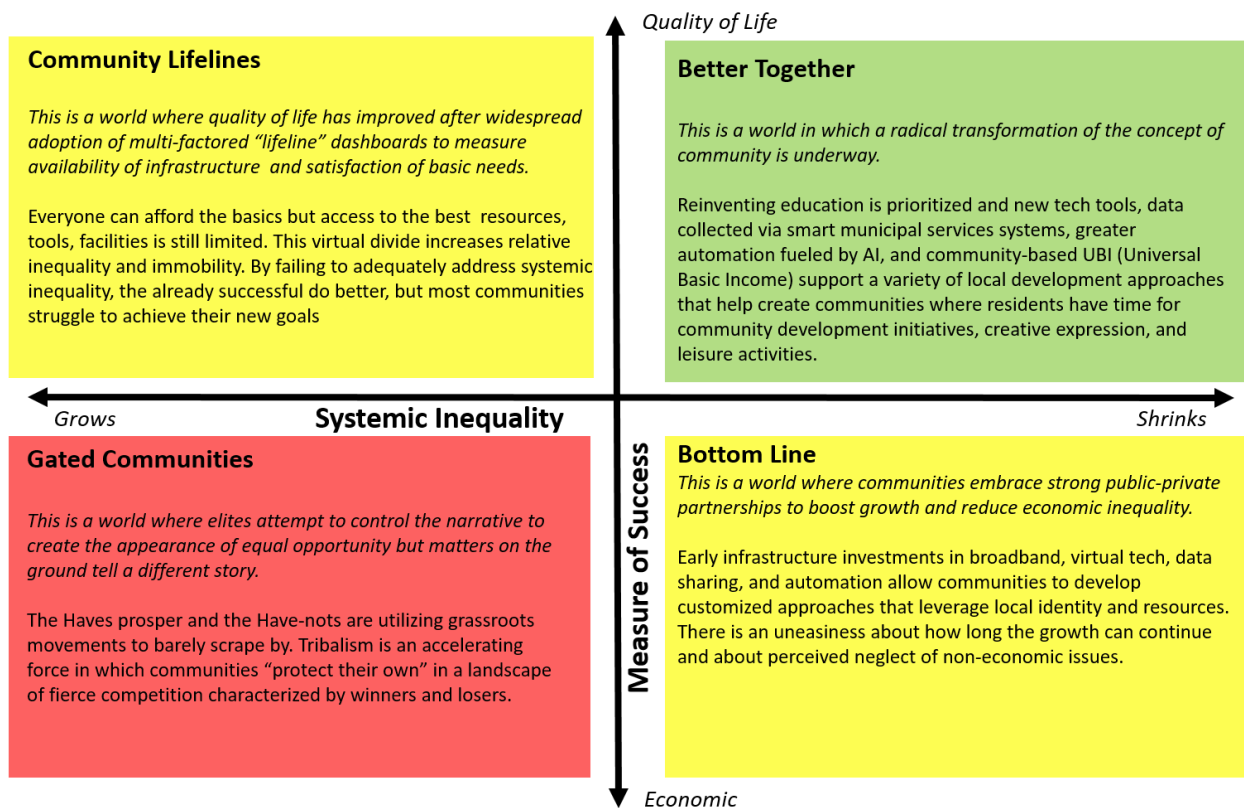 Quality of Life
Community Lifelines
This is a world where quality of life has improved after widespread
adoption of multi-factored “lifeline” dashboards to measure
availability of infrastructure  and satisfaction of basic needs.
Everyone can afford the basics but access to the best  resources,
tools, facilities is still limited. This virtual divide increases relative
inequality and immobility. By failing to adequately address systemic
inequality, the already successful do better, but most communities
struggle to achieve their new goals
Better Together
This is a world in which a radical transformation of the concept of
community is underway.
Reinventing education is prioritized and new tech tools, data
collected via smart municipal services systems, greater
automation fueled by AI, and community-based UBI (Universal
Basic Income) support a variety of local development approaches
that help create communities where residents have time for
community development initiatives, creative expression, and
leisure activities.
Grows
Systemic Inequality
Shrinks
Gated Communities
This is a world where elites attempt to control the narrative to
create the appearance of equal opportunity but matters on the
ground tell a different story.
The Haves prosper and the Have-nots are utilizing grassroots
movements to barely scrape by. Tribalism is an accelerating
force in which communities “protect their own” in a landscape
of fierce competition characterized by winners and losers.
Measure of Success
Bottom Line
This is a world where communities embrace strong public-private
partnerships to boost growth and reduce economic inequality.
Early infrastructure investments in broadband, virtual tech, data
sharing, and automation allow communities to develop
customized approaches that leverage local identity and resources.
There is an uneasiness about how long the growth can continue
and about perceived neglect of non-economic issues.
Economic